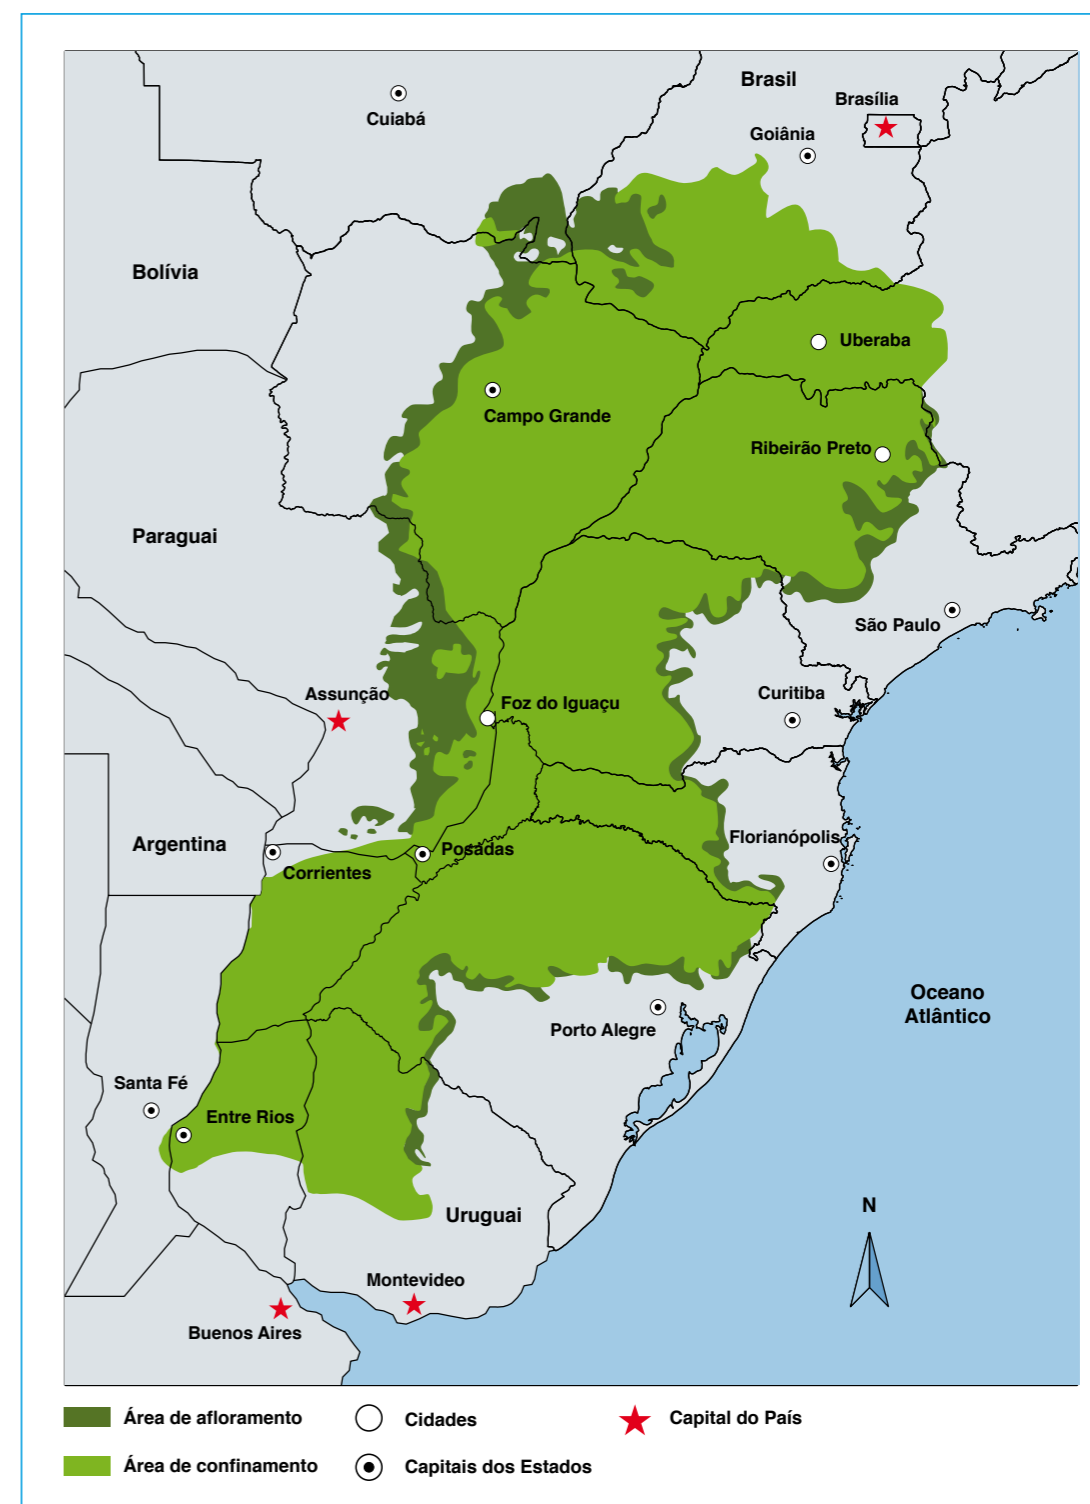 Brasil
Brasília
Cuiabá
Goiânia
Bolívia
Uberaba
Campo Grande
Ribeirão Preto
Paraguai
São Paulo
Assunção
Foz do Iguaçu
Curitiba
Argentina
Florianópolis
Posadas
Corrientes
Oceano
Atlântico
Porto Alegre
Santa Fé
Entre Rios
N
Uruguai
Montevideo
Buenos Aires
Área de afloramento
Cidades
Capital do País
Área de confinamento
Capitais dos Estados